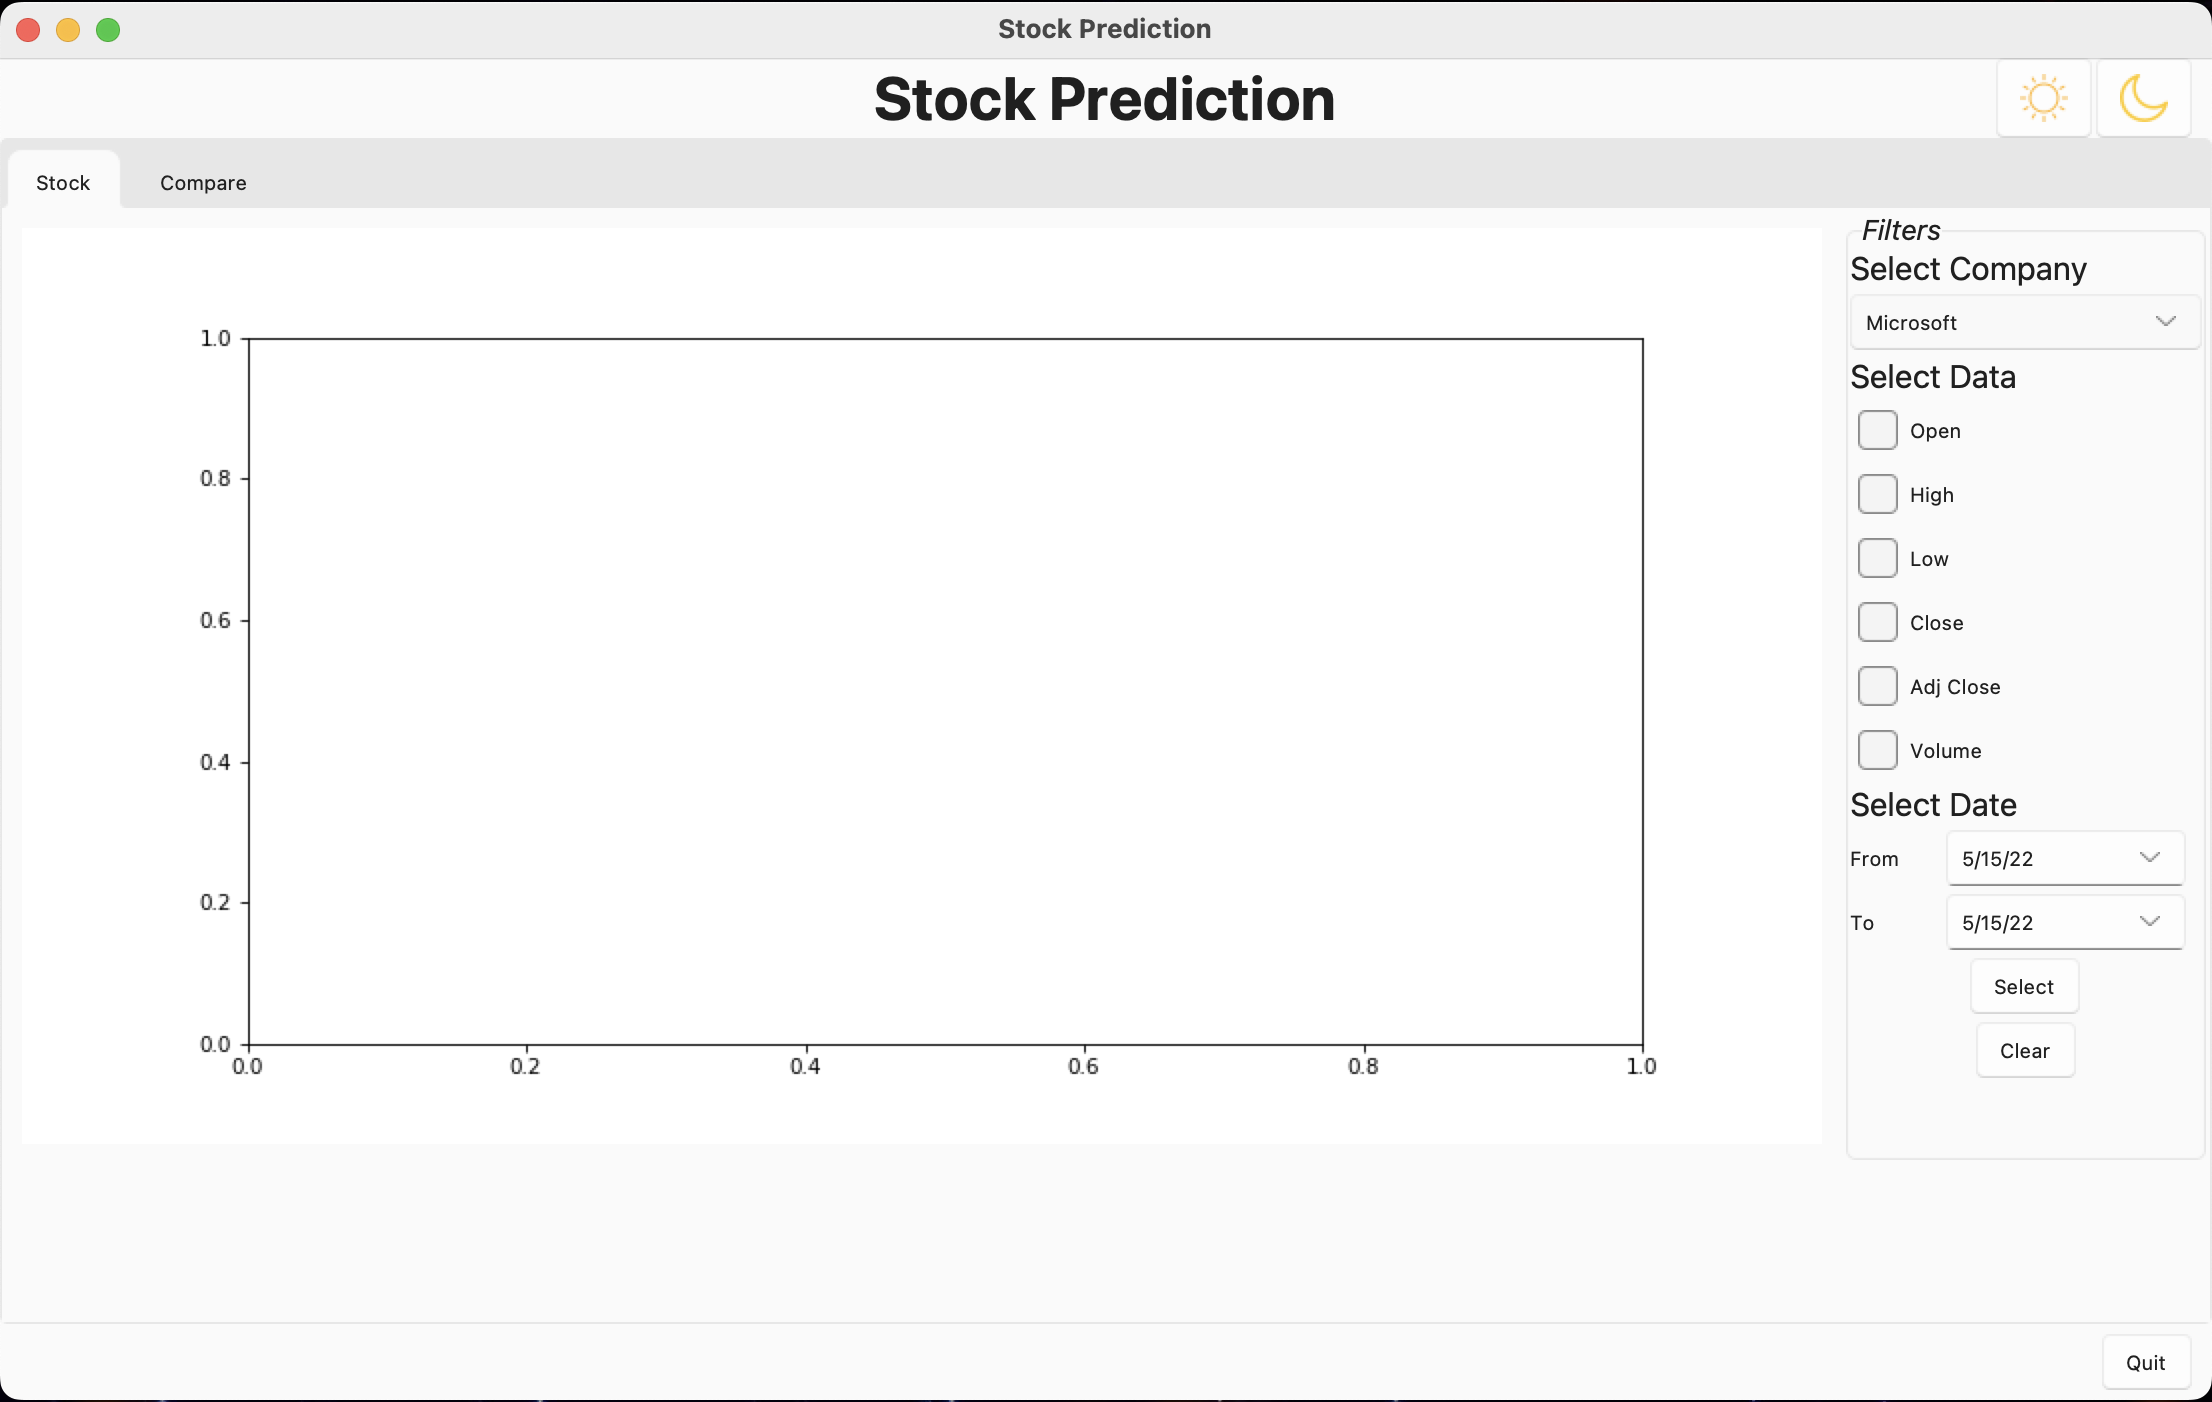 Stock Prediction
Stock Prediction
Stock
Compare
1.0
0.8
0.6
0.4
0.2
0.0
0.0 0.2 0.4 0.6 0.8 1.0
Filters
Select Company
Microsoft
Select Data
Open
High
Low
Close
Adj Close
Volume
Select Date
From 5/15/22
To 5/15/22
Select
Clear
Quit